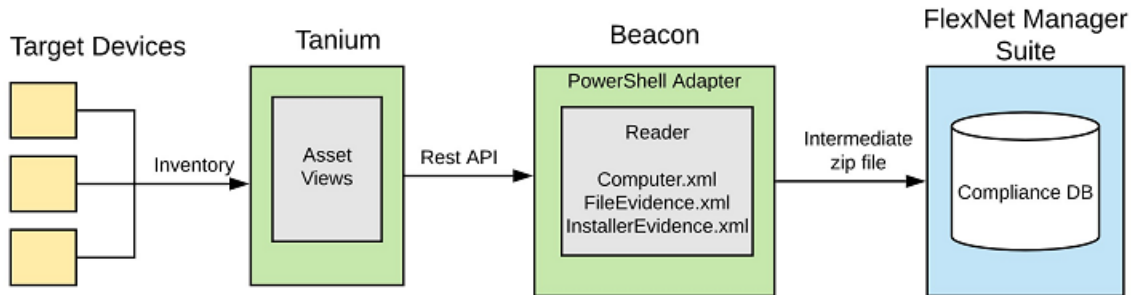 Target Devices
Inventory
Tanium
Asset
Views
Rest API
Beacon
PowerShell Adapter
Reader
Computer.xml
FileEvidence.xml
InstallerEvidence.xml
Intermediate
zip file
FlexNet Manager
Suite
Compliance DB